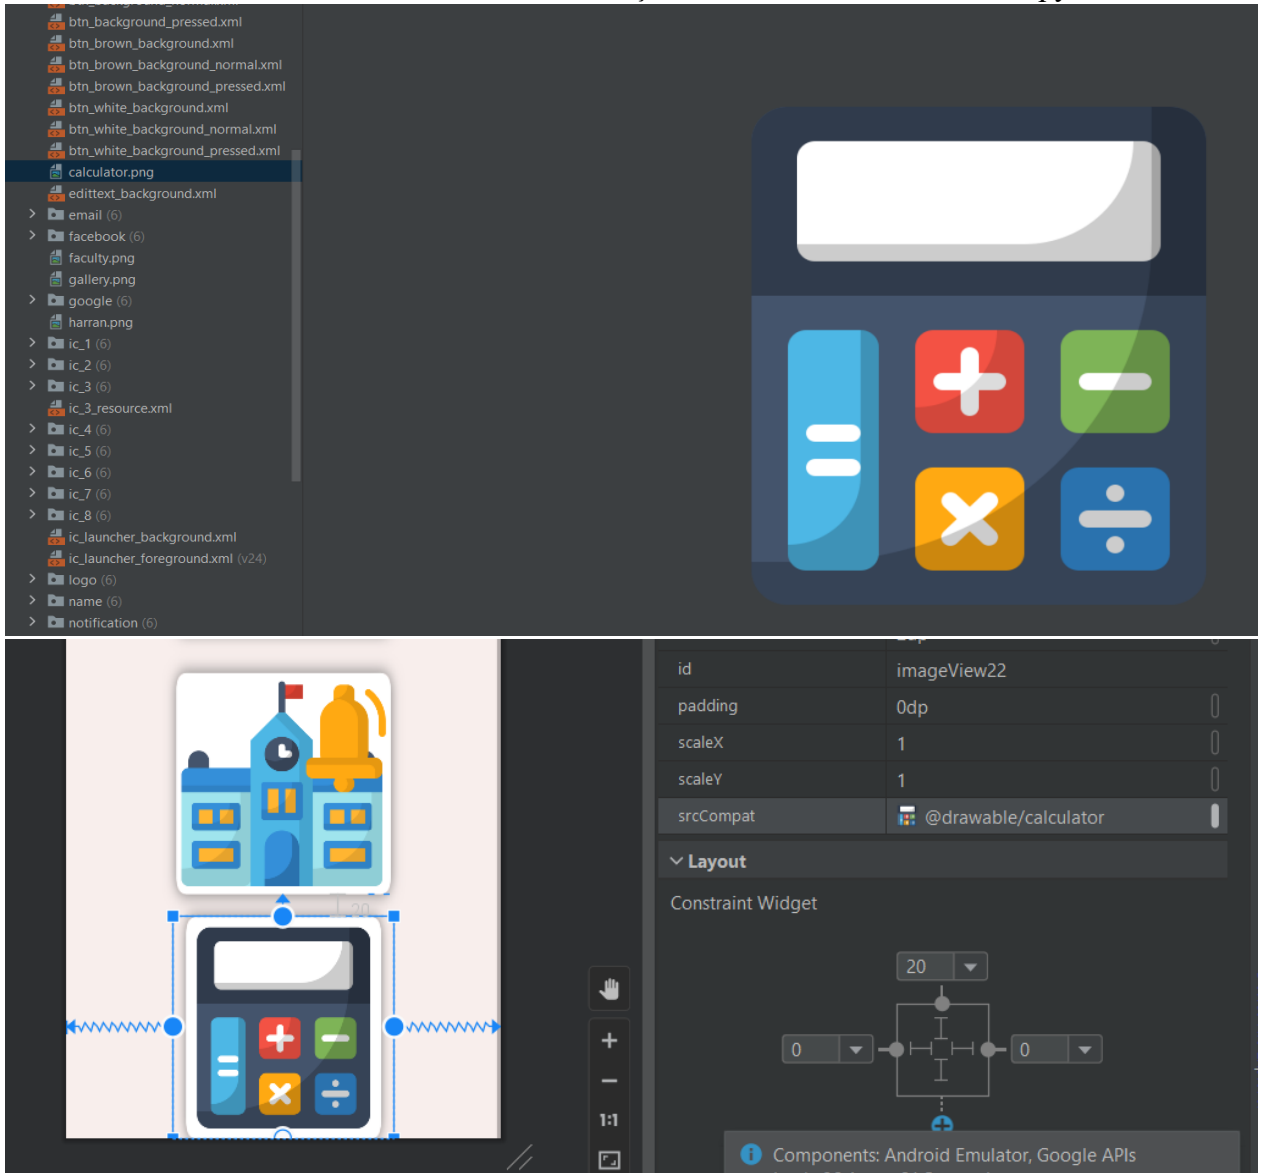 btn_background_pressed.xml
btn_brown_background.xml
btn_brown_background_normal.xml
btn_brown_background_pressed.xml
btn_white_background.xml
btn_white_background_normal.xml
btn_white_background_pressed.xml
calculator.png
edittext_background.xml
email (6)
facebook (6)
faculty.png
gallery.png
google (6)
harran.png
ic_1 (6)
ic_2 (6)
ic_3 (6)
ic_3_resource.xml
ic_4 (6)
ic_5 (6)
ic_6 (6)
ic_7 (6)
ic_8 (6)
ic_launcher_background.xml
ic_launcher_foreground.xml (v24)
logo (6)
name (6)
notification (6)
id imageView22
padding 0dp
scaleX 1
scaleY 1
srcCompat @drawable/calculator
Layout
Constraint Widget
20
20
0 0
1:1
Components: Android Emulator, Google APIs